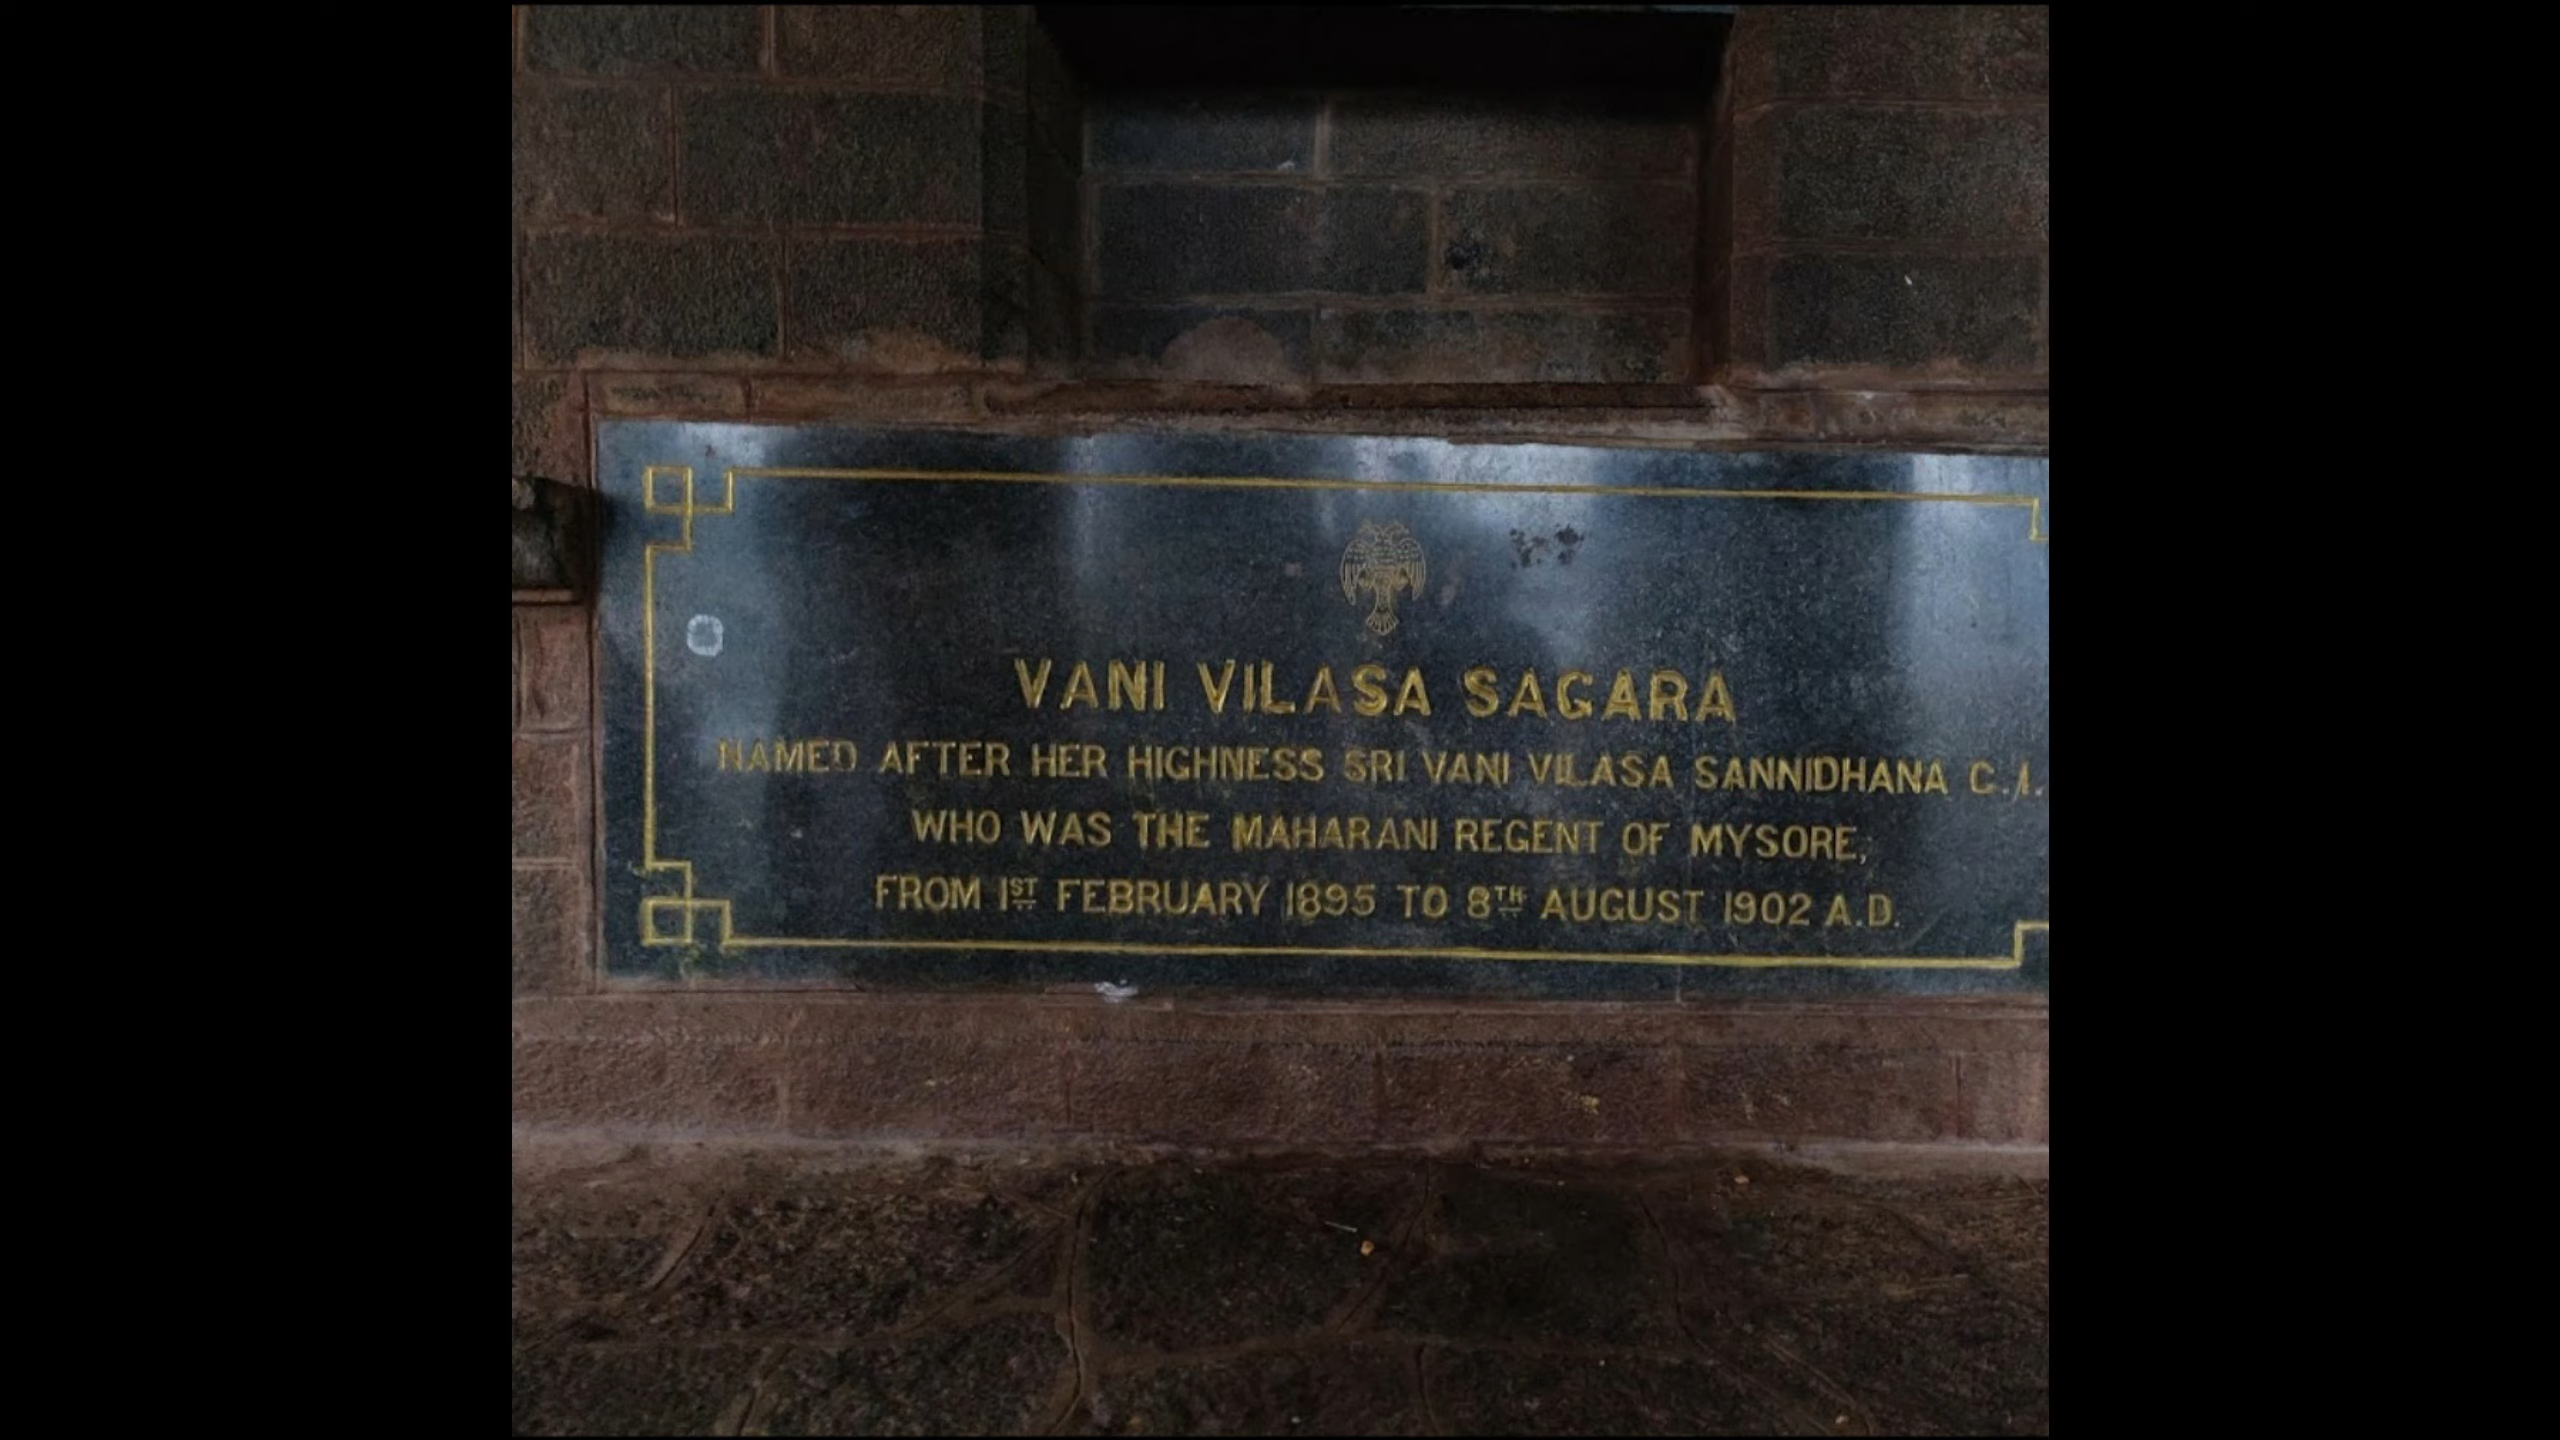 VANI VILASA SAGARA
NAMED AFTER HER HIGHNESS SRI VANI VILASA SANNIDHANA C.I.
WHO WAS THE MAHARANI REGENT OF MYSORE,
FROM 1ST FEBRUARY 1895 TO 8TH AUGUST 1902 A.D.